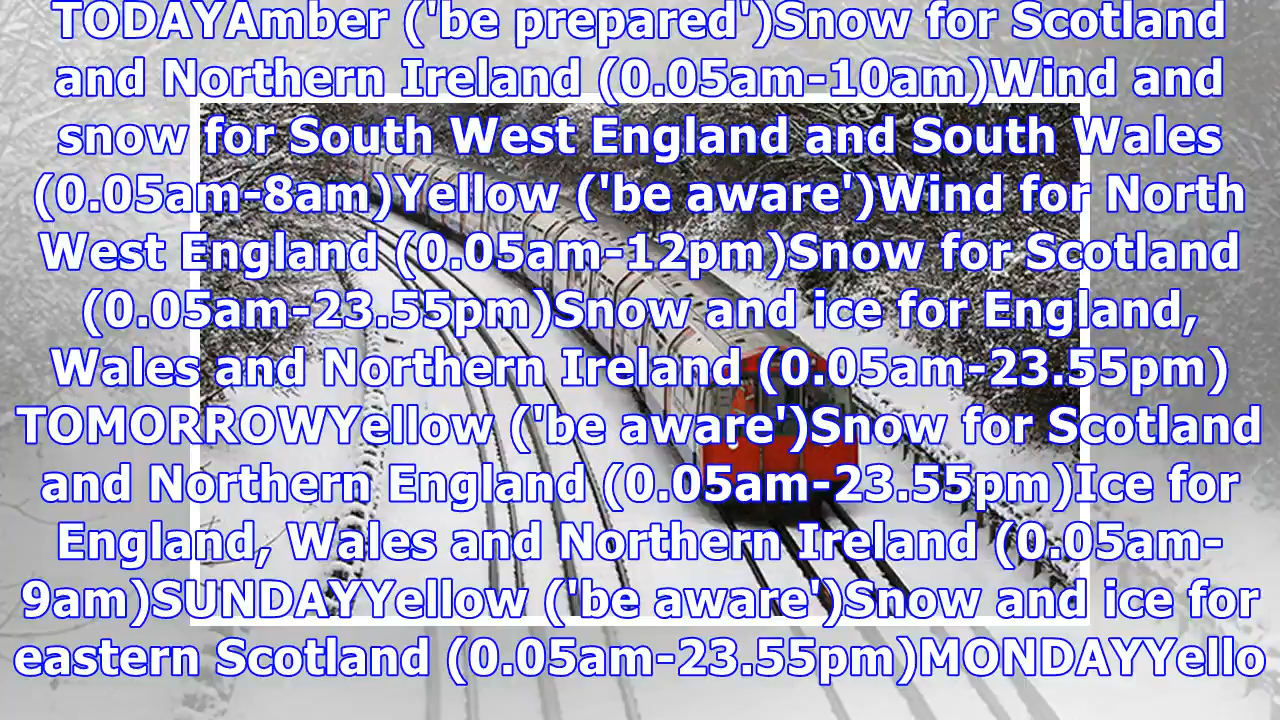 TODAYAmber ('be prepared')Snow for Scotland
and Northern Ireland (0.05am-10am)Wind and
snow for South West England and South Wales
(0.05am-8am)Yellow ('be aware')Wind for North
West England (0.05am-12pm)Snow for Scotland
(0.05am-23.55pm)Snow and ice for England,
Wales and Northern Ireland (0.05am-23.55pm)
TOMORROWYellow ('be aware')Snow for Scotland
and Northern England (0.05am-23.55pm)Ice for
England, Wales and Northern Ireland (0.05am-
9am)SUNDAYYellow ('be aware')Snow and ice for
eastern Scotland (0.05am-23.55pm)MONDAYYello